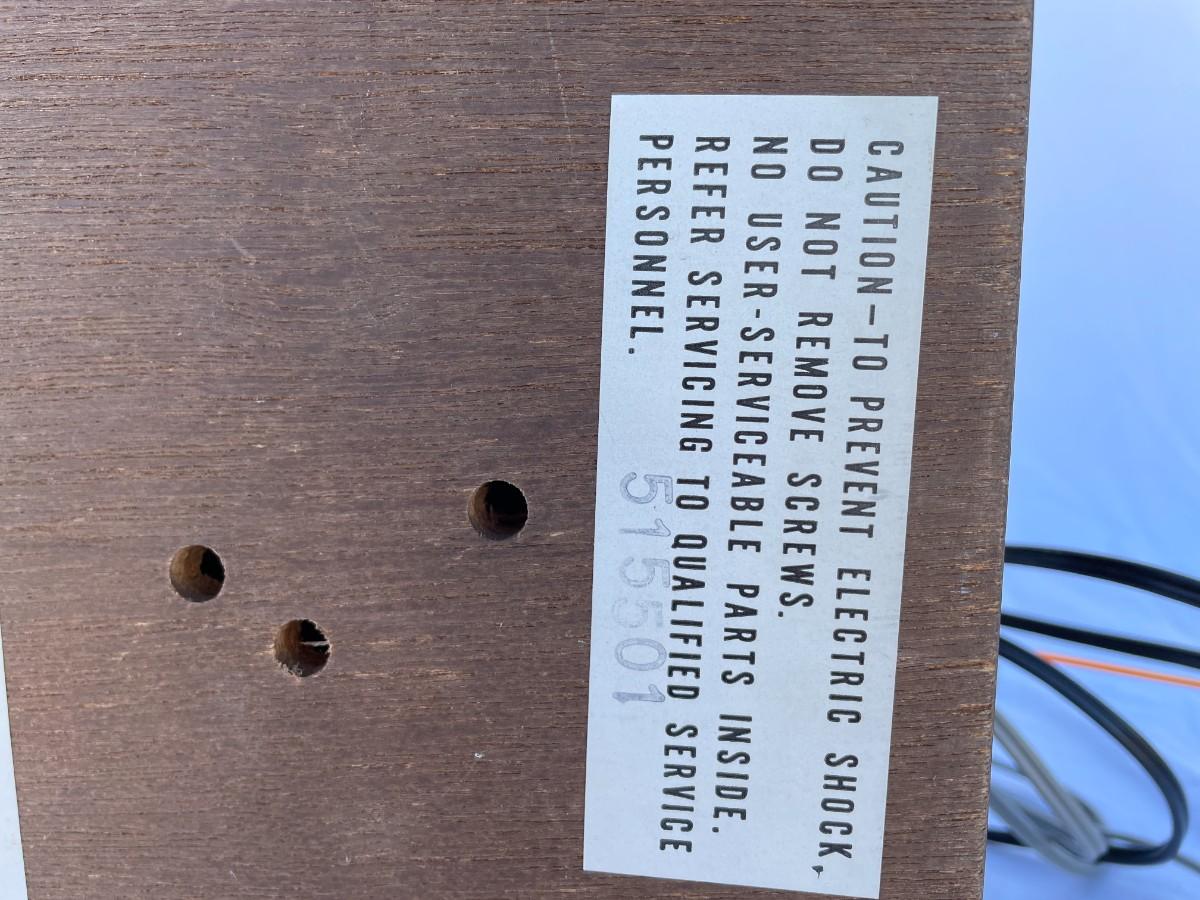 CAUTION—TO PREVENT ELECTRIC SHOCK,
DO NOT REMOVE SCREWS.
NO USER-SERVICEABLE PARTS INSIDE.
REFER SERVICING TO QUALIFIED SERVICE
PERSONNEL.
515501